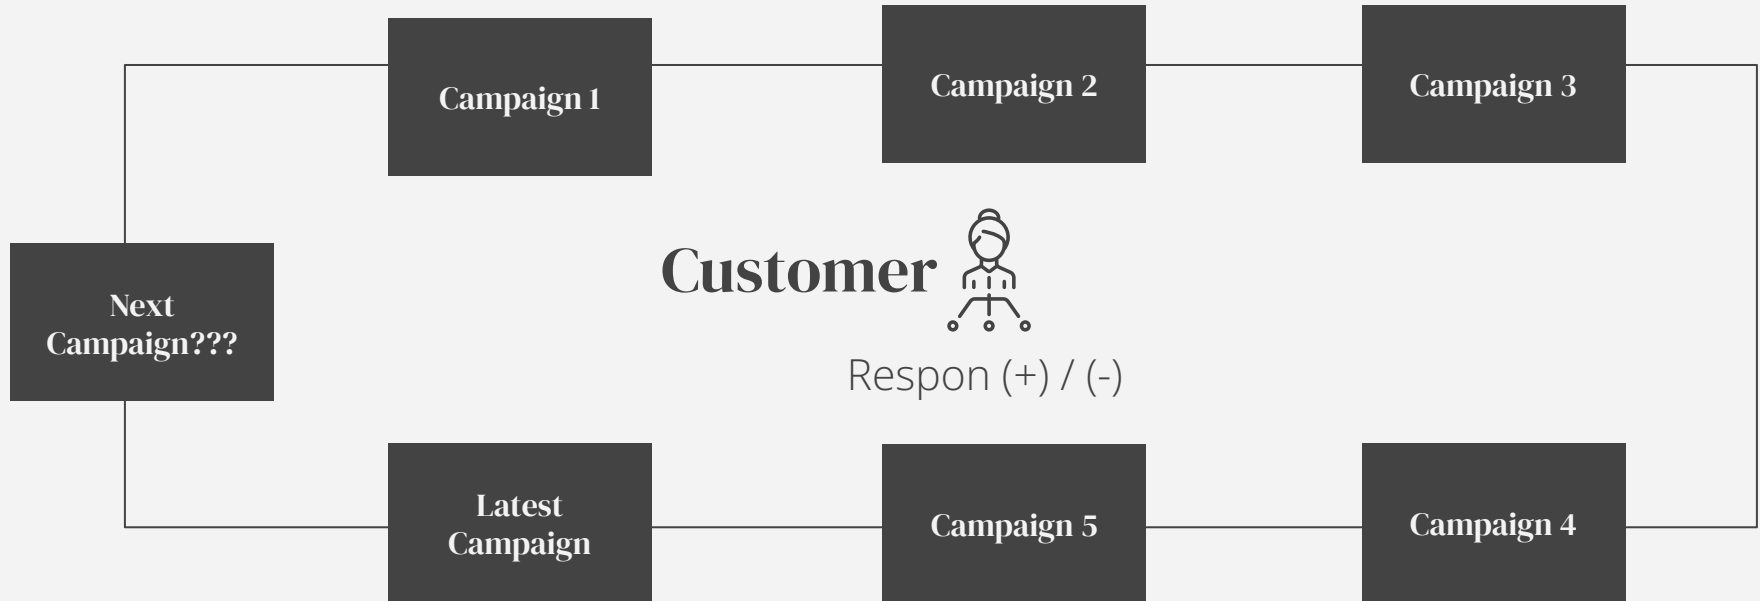 Campaign 1
Campaign 2
Campaign 3
Customer
Next
Campaign???
Respon (+) / (-)
Latest
Campaign
Campaign 5
Campaign 4